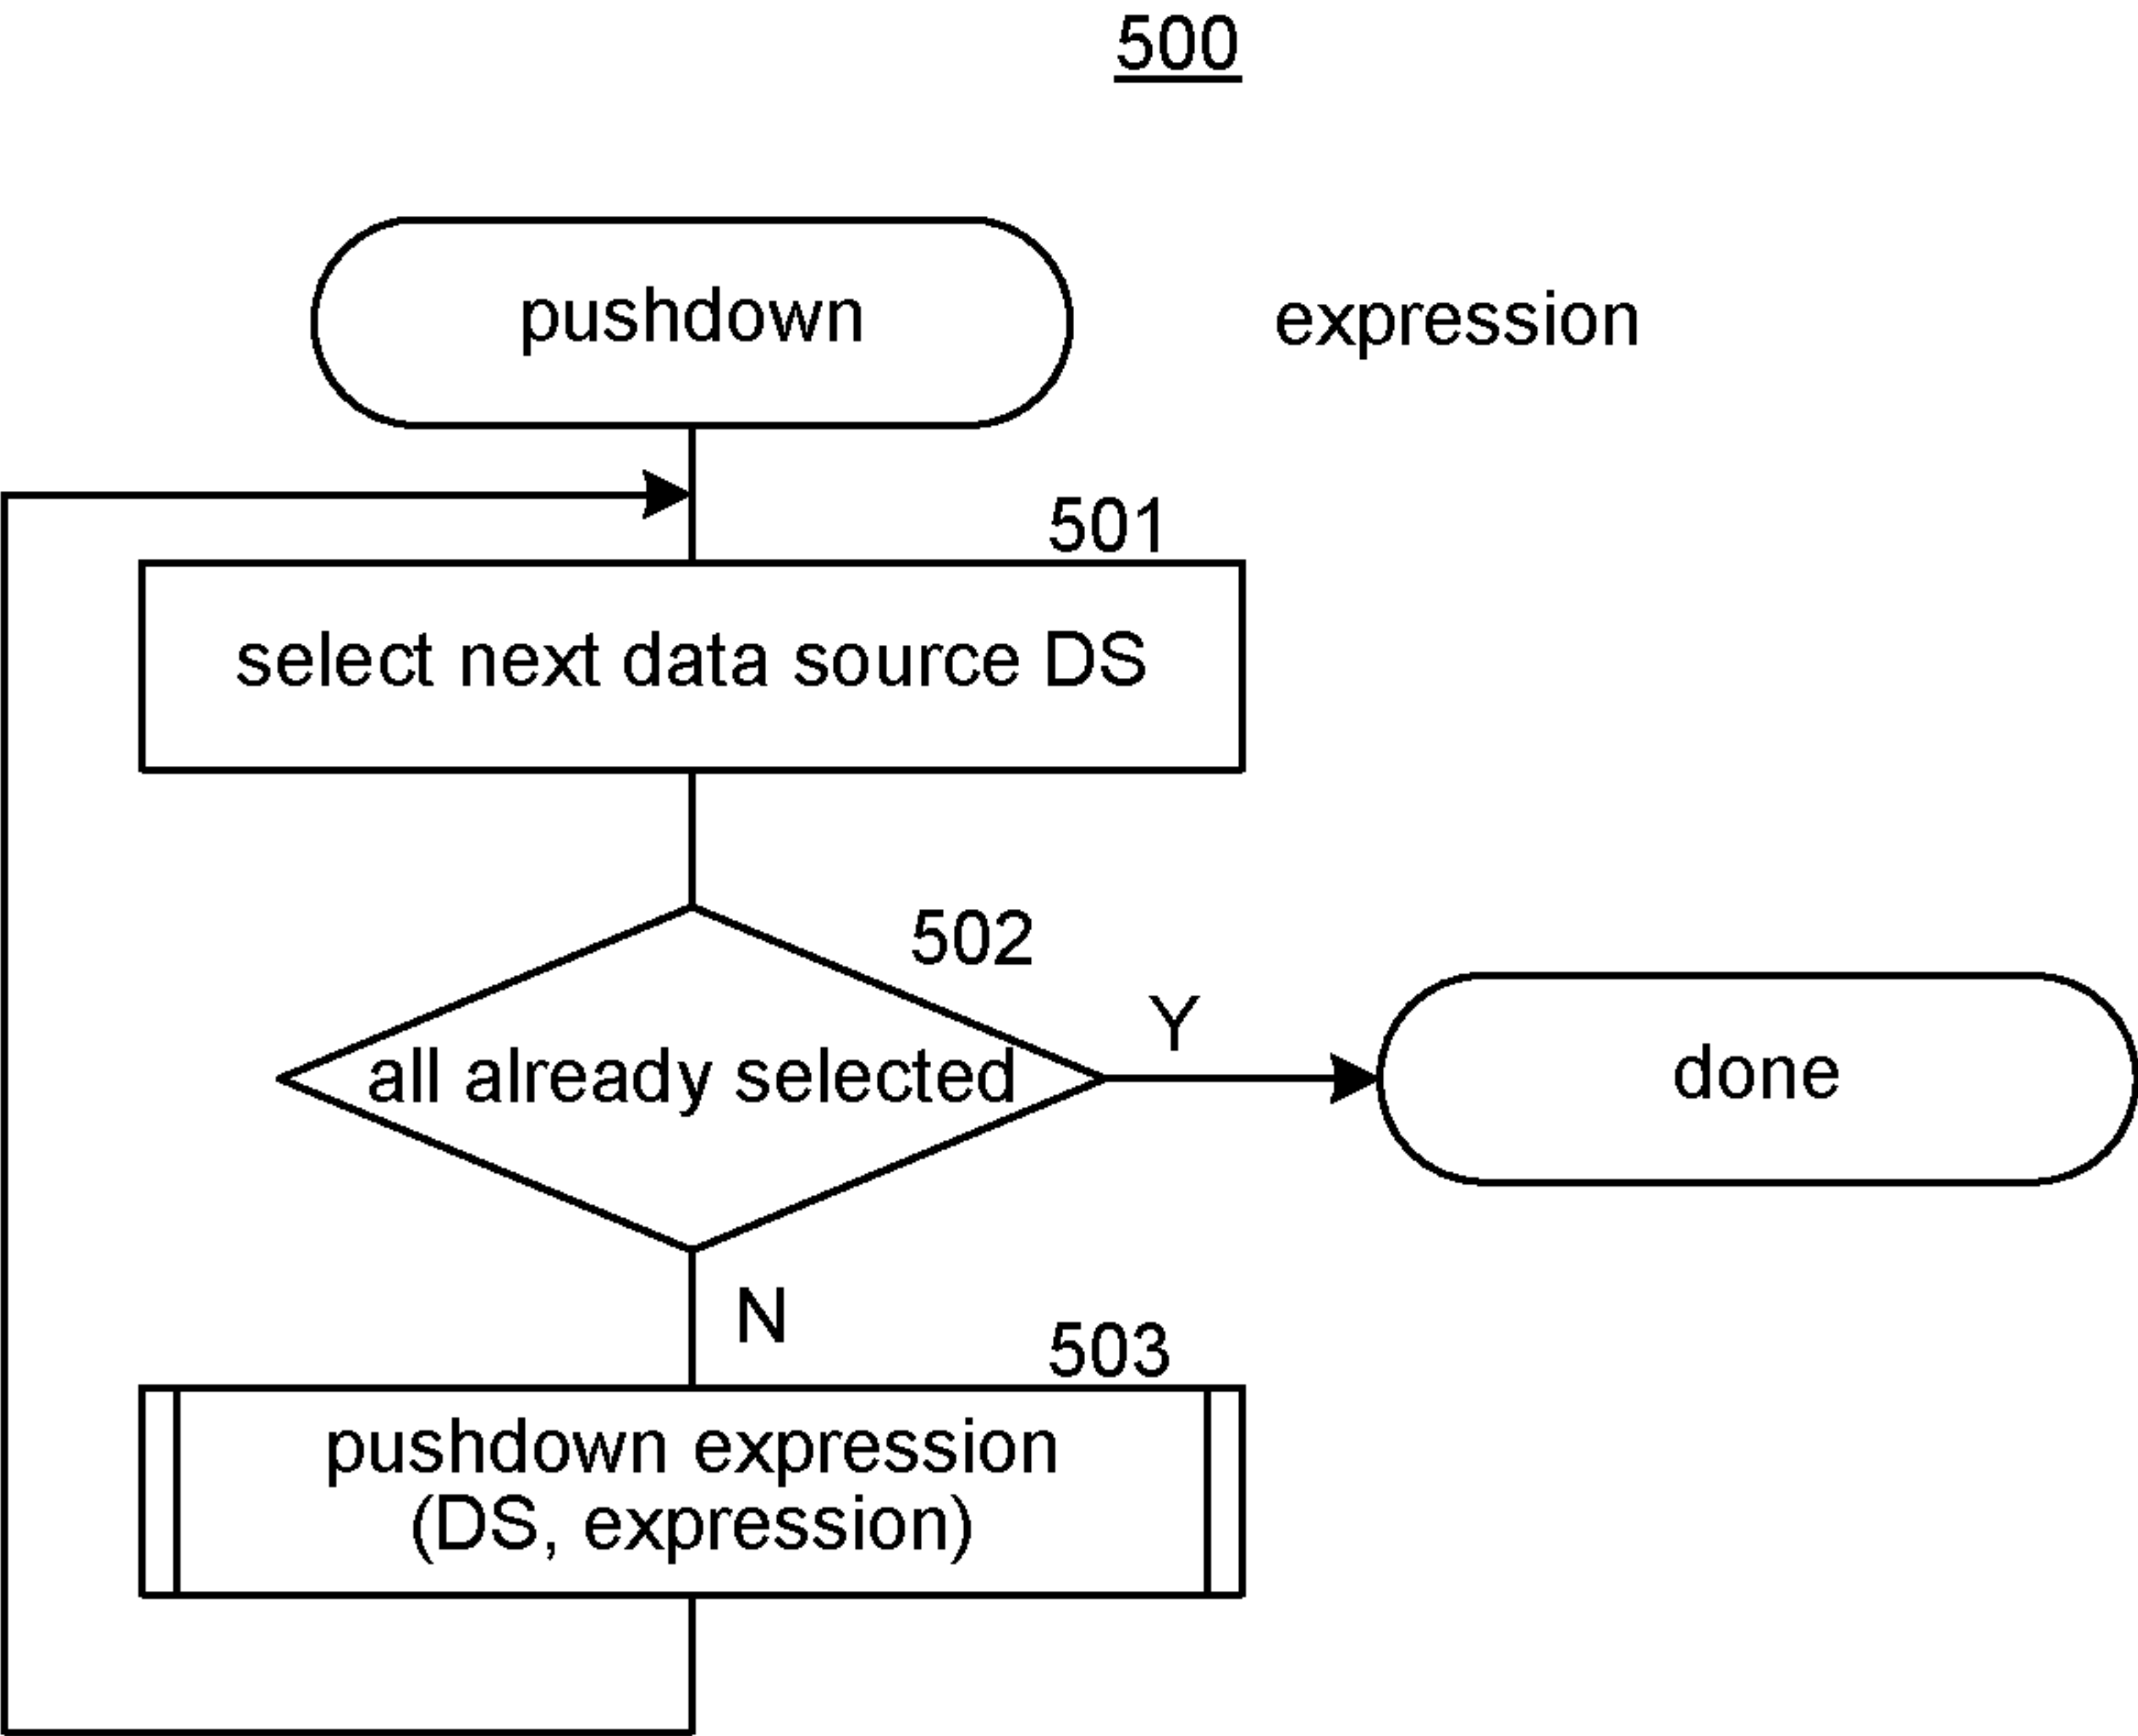 500
pushdown
expression
501
select next data source DS
502
all already selected
Y
done
N
503
pushdown expression
(DS, expression)